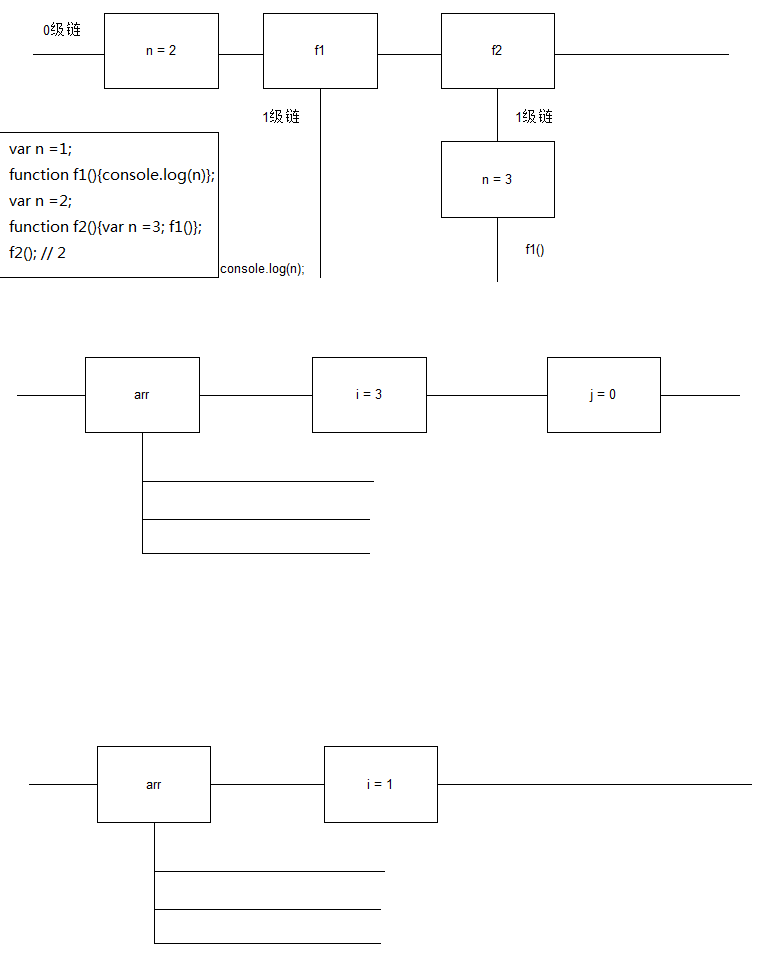 0级链
n = 2
f1
f2
1级链
1级链
var n =1;
function f1(){console.log(n)};
var n =2;
function f2(){var n =3; f1()};
f2(); // 2
n = 3
f1()
console.log(n);
arr
i = 3
j = 0
arr
i = 1